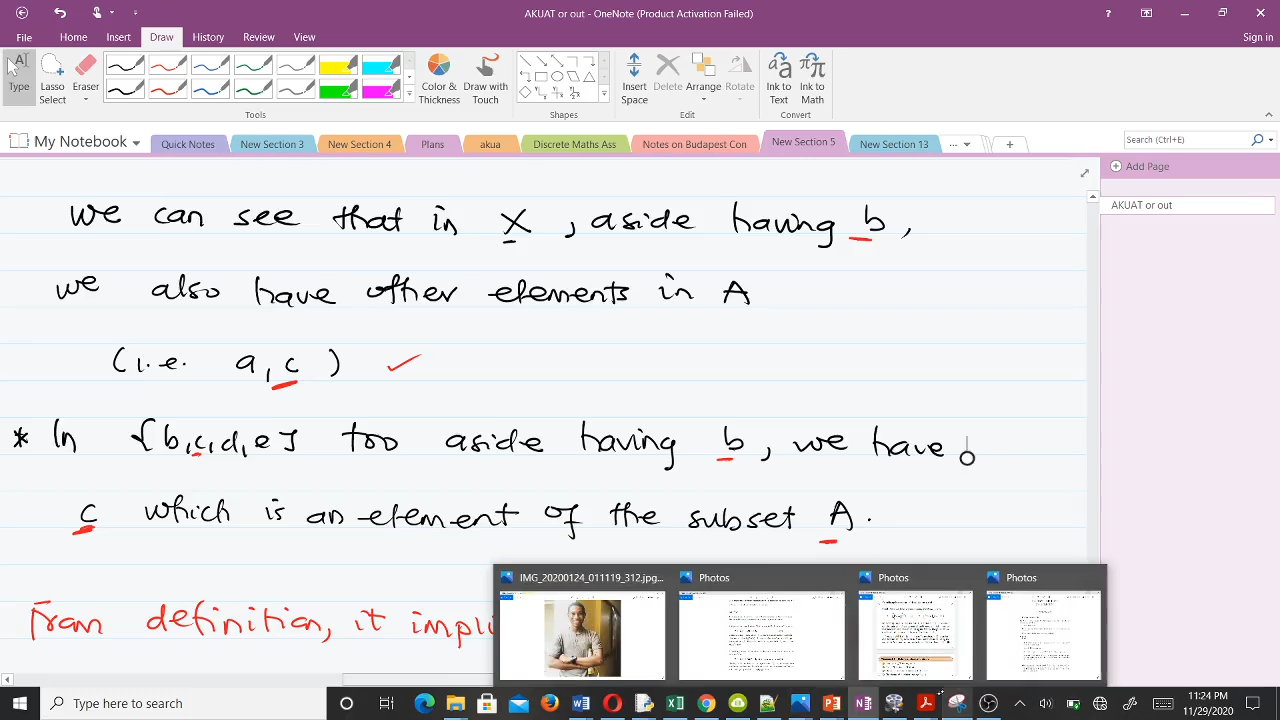 AKUAT or out - OneNote (Product Activation Failed)
Sign in
File Home Insert Draw History Review View
Type
Lasso Select
Eraser
Color & Thickness
Draw with Touch
Insert Space
Delete
Arrange
Rotate
Ink to Text
Ink to Math
Tools
Shapes
Edit
Convert
My Notebook
Quick Notes New Section 3 New Section 4 Plans akua Discrete Maths Ass Notes on Budapest Con New Section 5 New Section 13
Search (Ctrl+E)
Add Page
AKUAT or out
we can see that in X, aside having b,
we also have other elements in A
(i.e. a,c)
* In {b,c,d,e} too aside having b, we have
c which is an element of the subset A.
From definition, it impli
IMG_20200124_011119_312.jpg... Photos Photos Photos
Type here to search
11:24 PM
11/29/2020